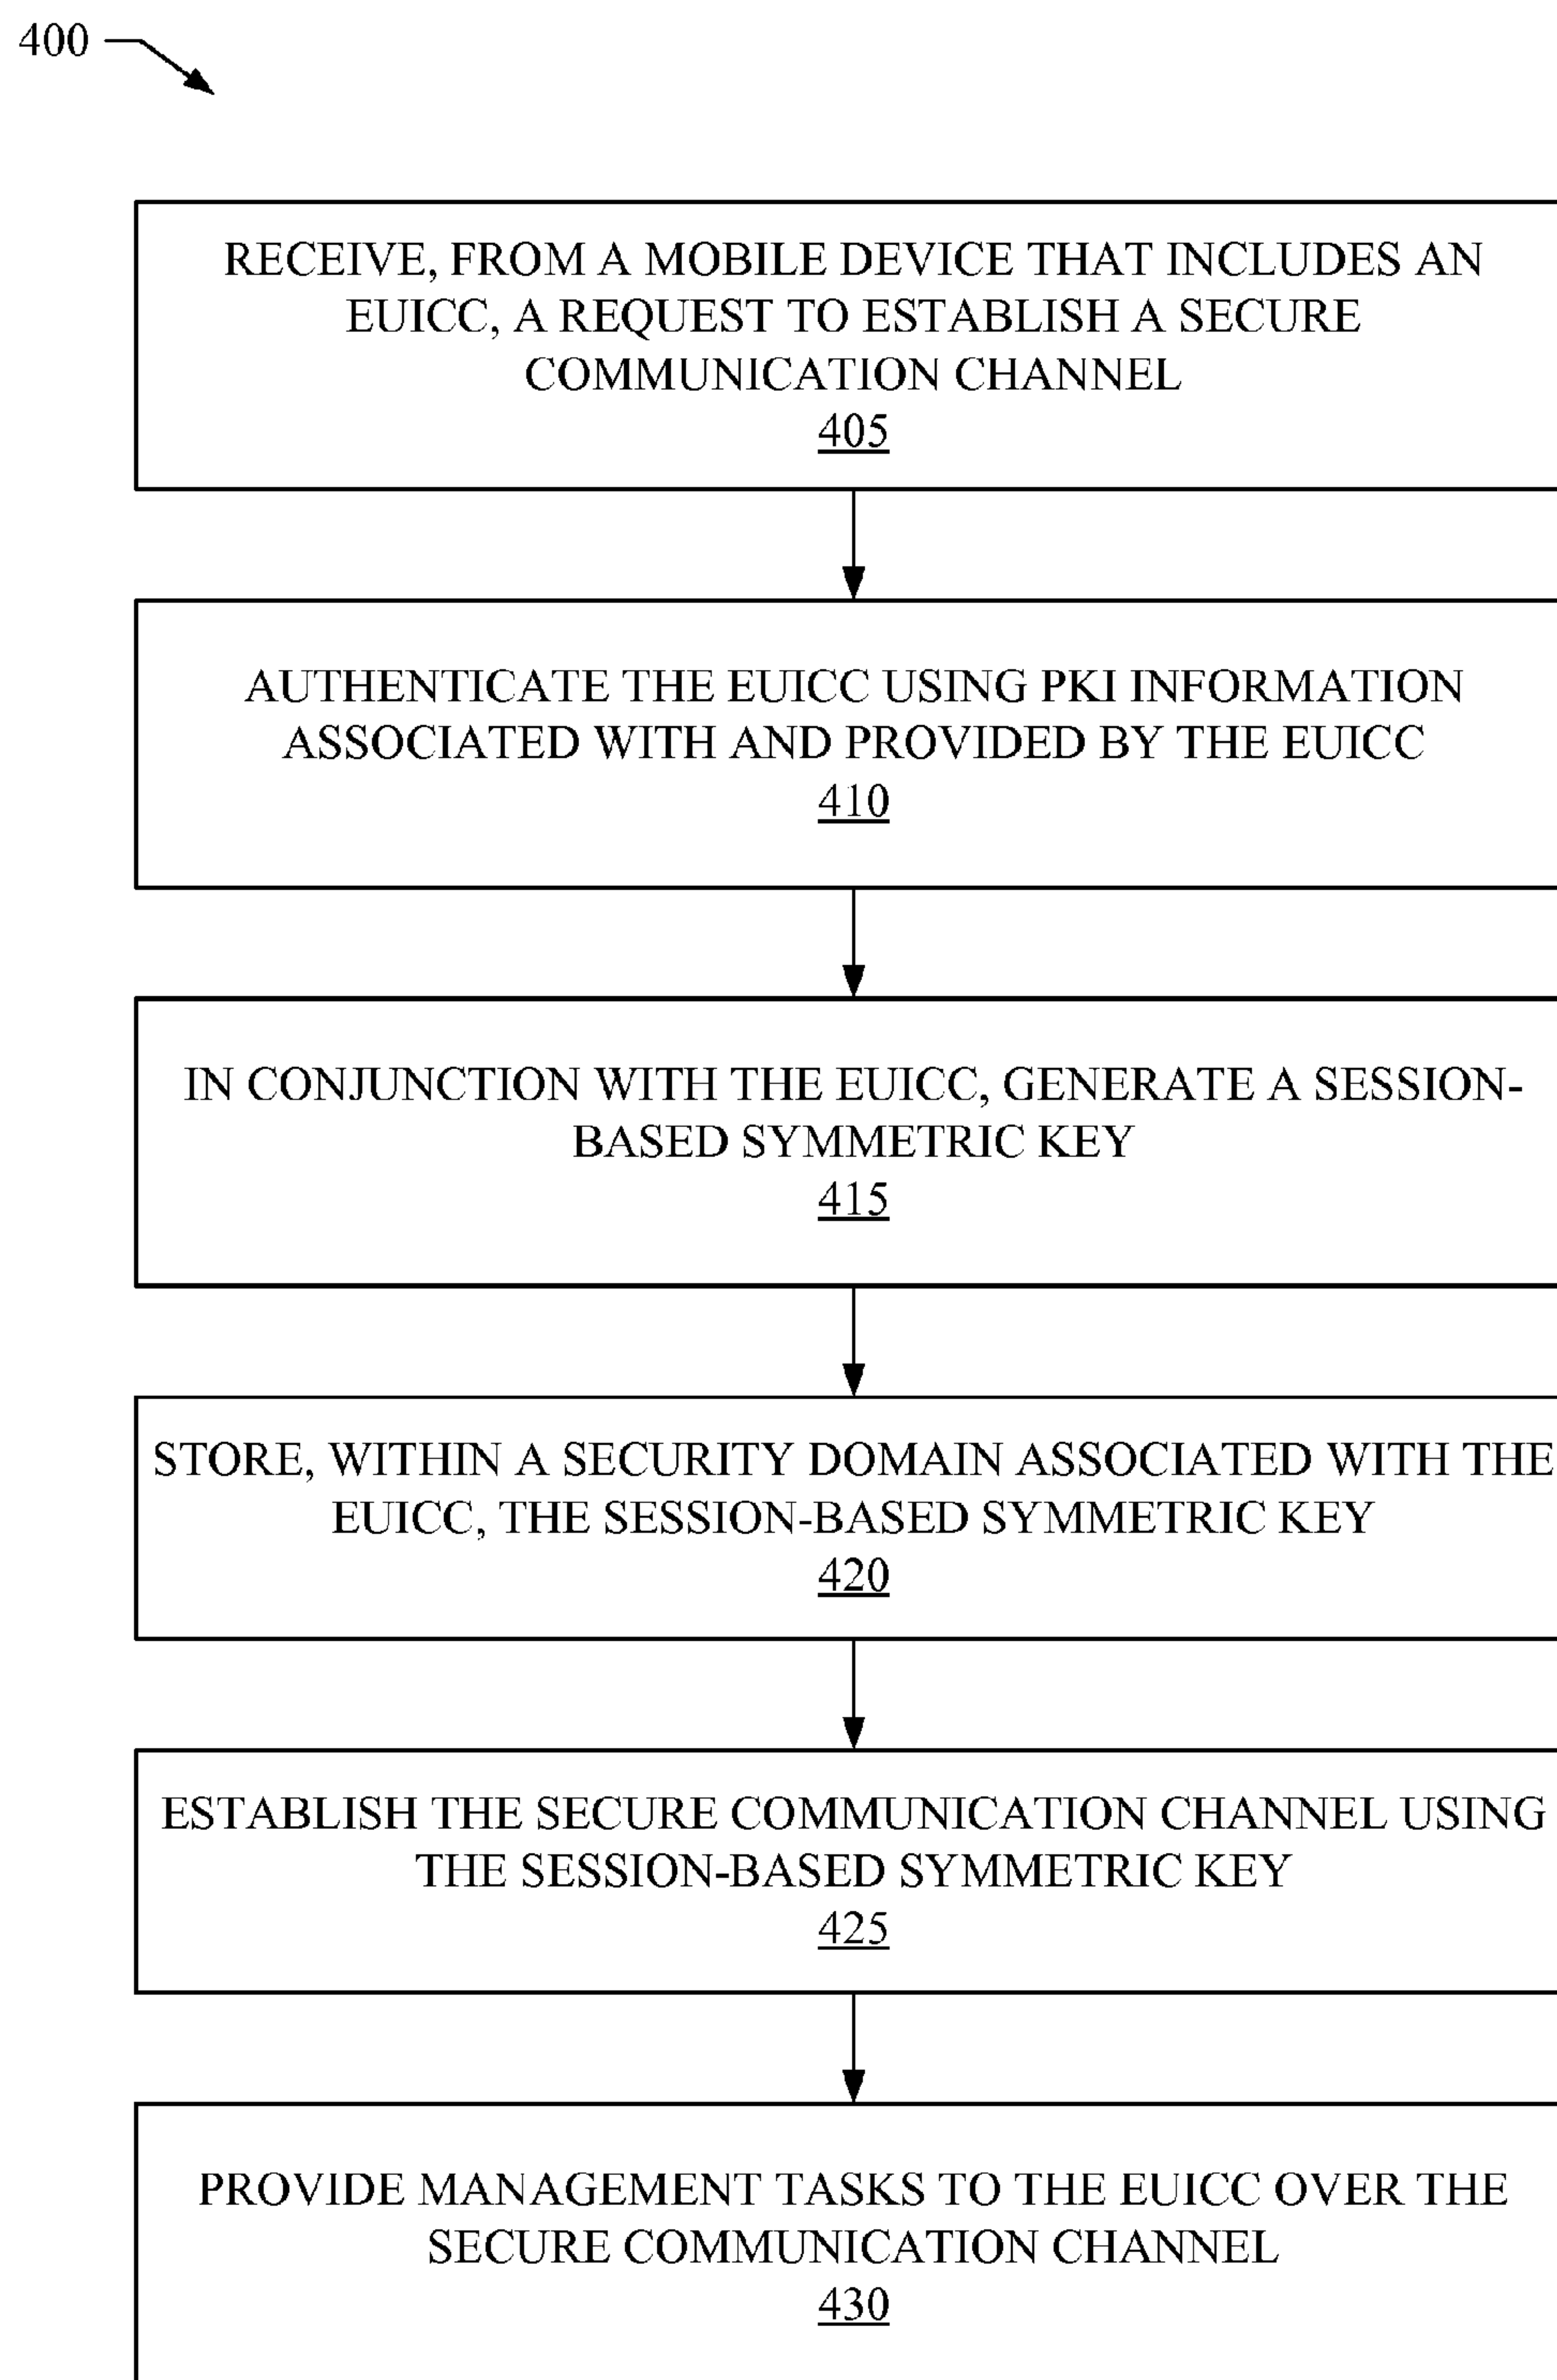 400
RECEIVE, FROM A MOBILE DEVICE THAT INCLUDES AN
EUICC, A REQUEST TO ESTABLISH A SECURE
COMMUNICATION CHANNEL
405
AUTHENTICATE THE EUICC USING PKI INFORMATION
ASSOCIATED WITH AND PROVIDED BY THE EUICC
410
IN CONJUNCTION WITH THE EUICC, GENERATE A SESSION-
BASED SYMMETRIC KEY
415
STORE, WITHIN A SECURITY DOMAIN ASSOCIATED WITH THE
EUICC, THE SESSION-BASED SYMMETRIC KEY
420
ESTABLISH THE SECURE COMMUNICATION CHANNEL USING
THE SESSION-BASED SYMMETRIC KEY
425
PROVIDE MANAGEMENT TASKS TO THE EUICC OVER THE
SECURE COMMUNICATION CHANNEL
430